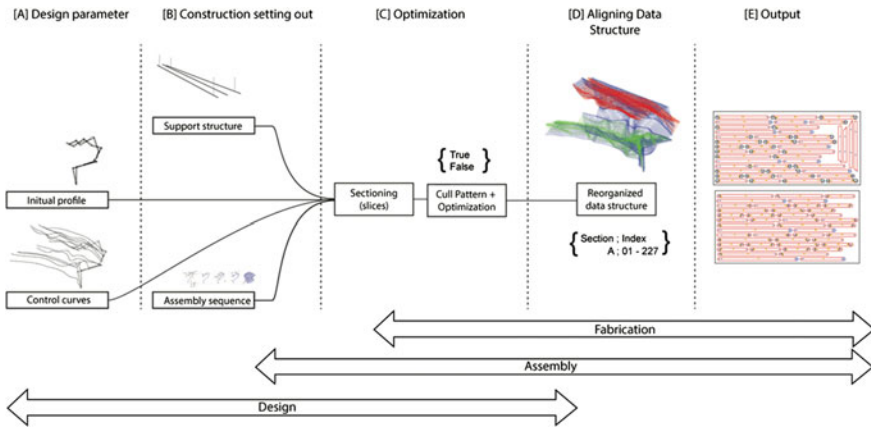 [A] Design parameter
[B] Construction setting out
[C] Optimization
[D] Aligning Data
Structure
[E] Output
Support structure
Initual profile
Control curves
Assembly sequence
Sectioning
(slices)
{ True
False }
Cull Pattern +
Optimization
Reorganized
data structure
{ Section ; Index
A ; 01 - 227 }
Fabrication
Assembly
Design